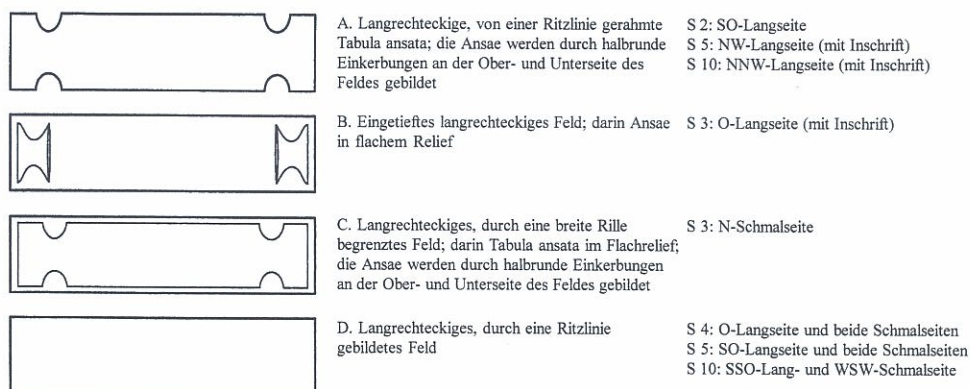 A. Langrechteckige, von einer Ritzlinie gerahmte
Tabula ansata; die Ansae werden durch halbrunde
Einkerbungen an der Ober- und Unterseite des
Feldes gebildet
S 2: SO-Langseite
S 5: NW-Langseite (mit Inschrift)
S 10: NNW-Langseite (mit Inschrift)
B. Eingetieftes langrechteckiges Feld; darin Ansae
in flachem Relief
S 3: O-Langseite (mit Inschrift)
C. Langrechteckiges, durch eine breite Rille
begrenztes Feld; darin Tabula ansata im Flachrelief;
die Ansae werden durch halbrunde Einkerbungen
an der Ober- und Unterseite des Feldes gebildet
S 3: N-Schmalseite
D. Langrechteckiges, durch eine Ritzlinie
gebildetes Feld
S 4: O-Langseite und beide Schmalseiten
S 5: SO-Langseite und beide Schmalseiten
S 10: SSO-Lang- und WSW-Schmalseite